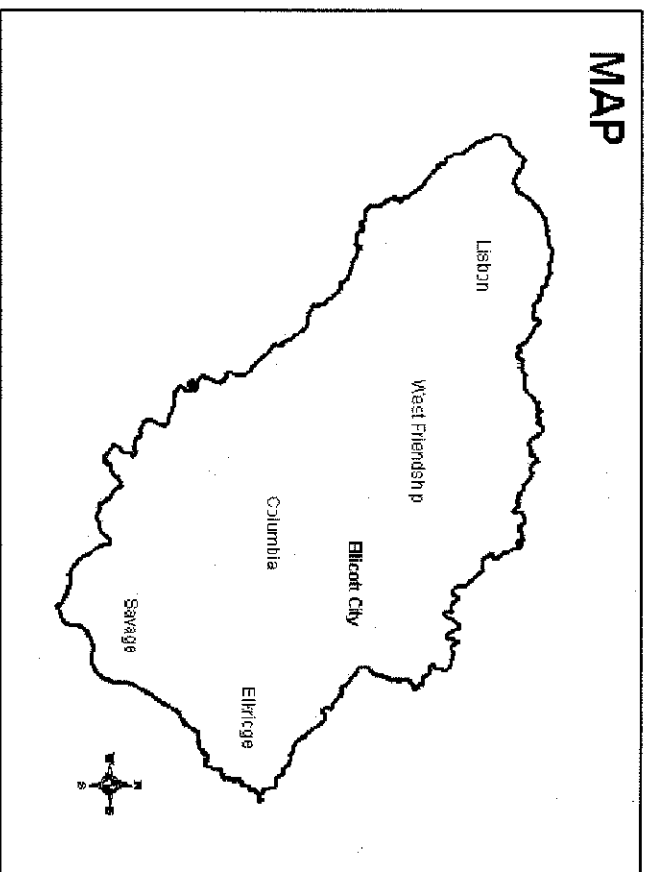 MAP
Lisbon
West Friendship
Ellicott City
Columbia
Elkridge
Savage
N
W
E
S